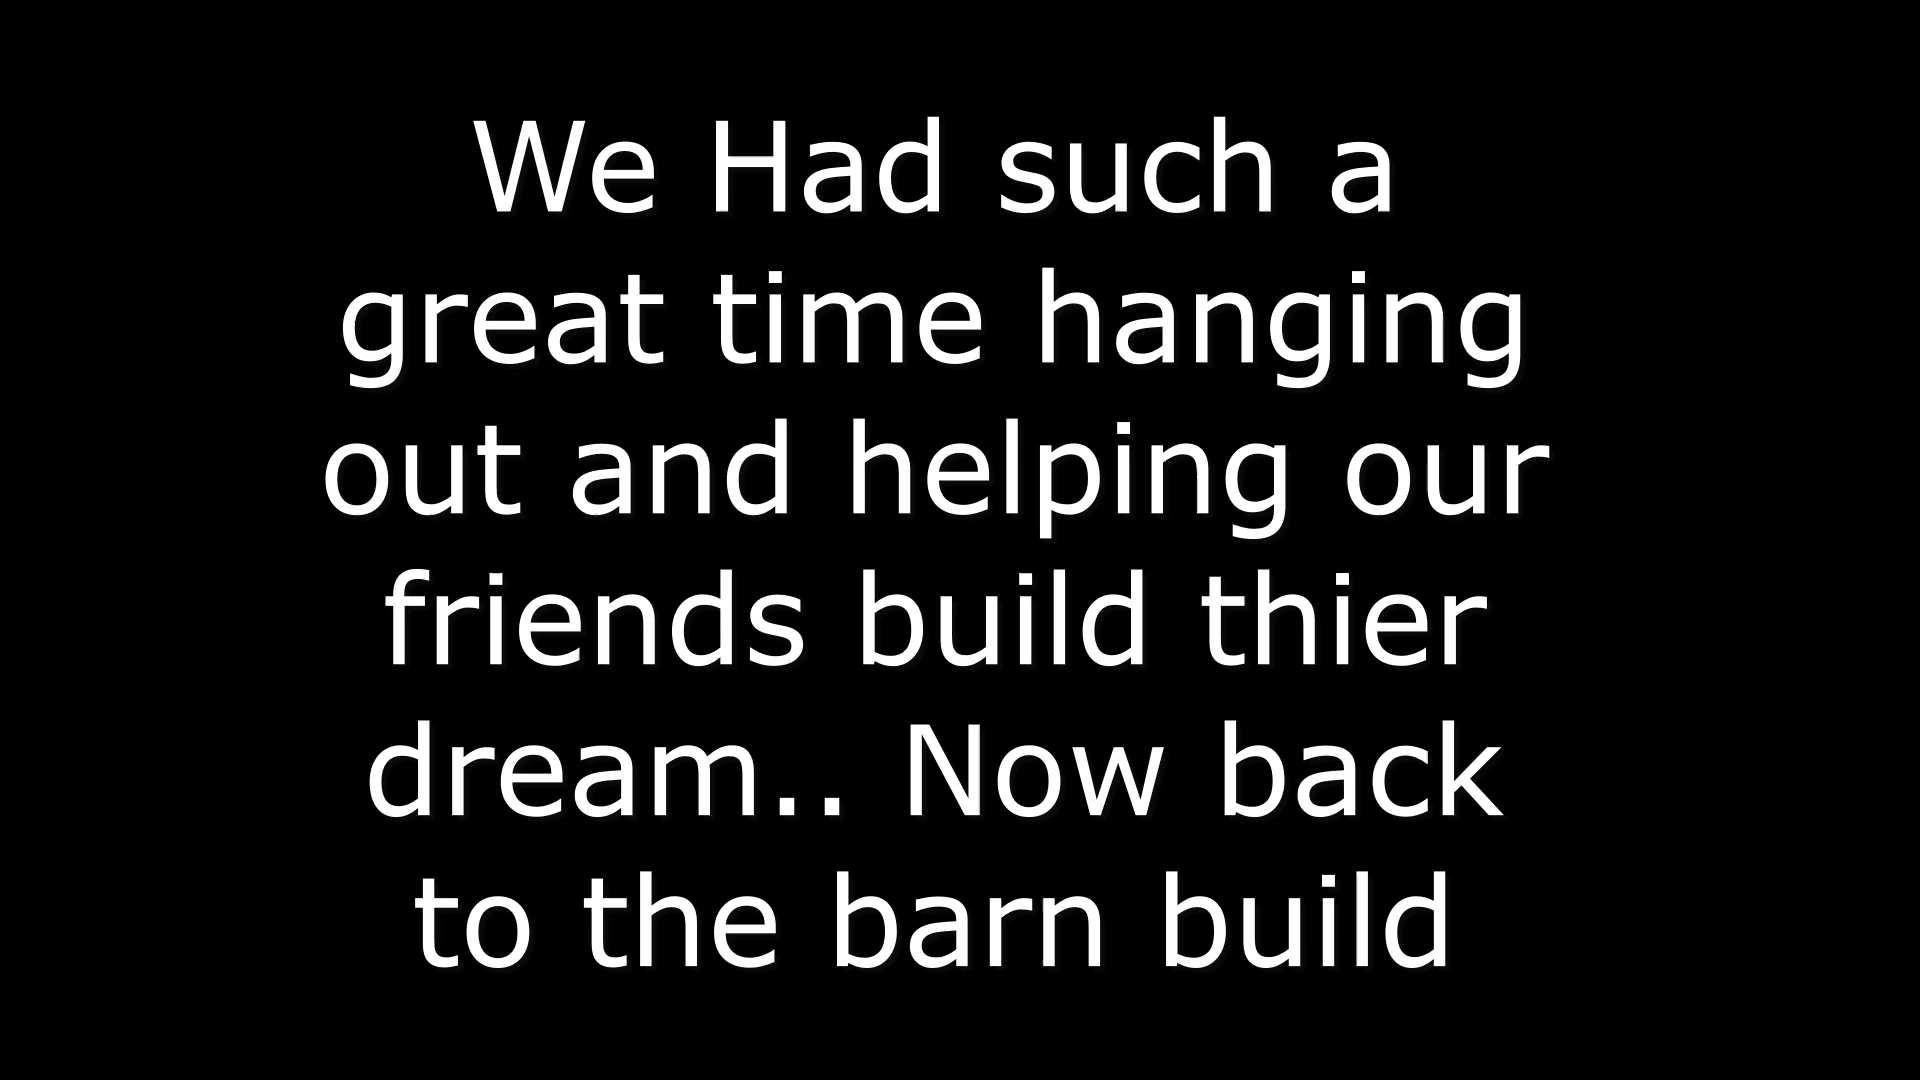 We Had such a
great time hanging
out and helping our
friends build thier
dream.. Now back
to the barn build